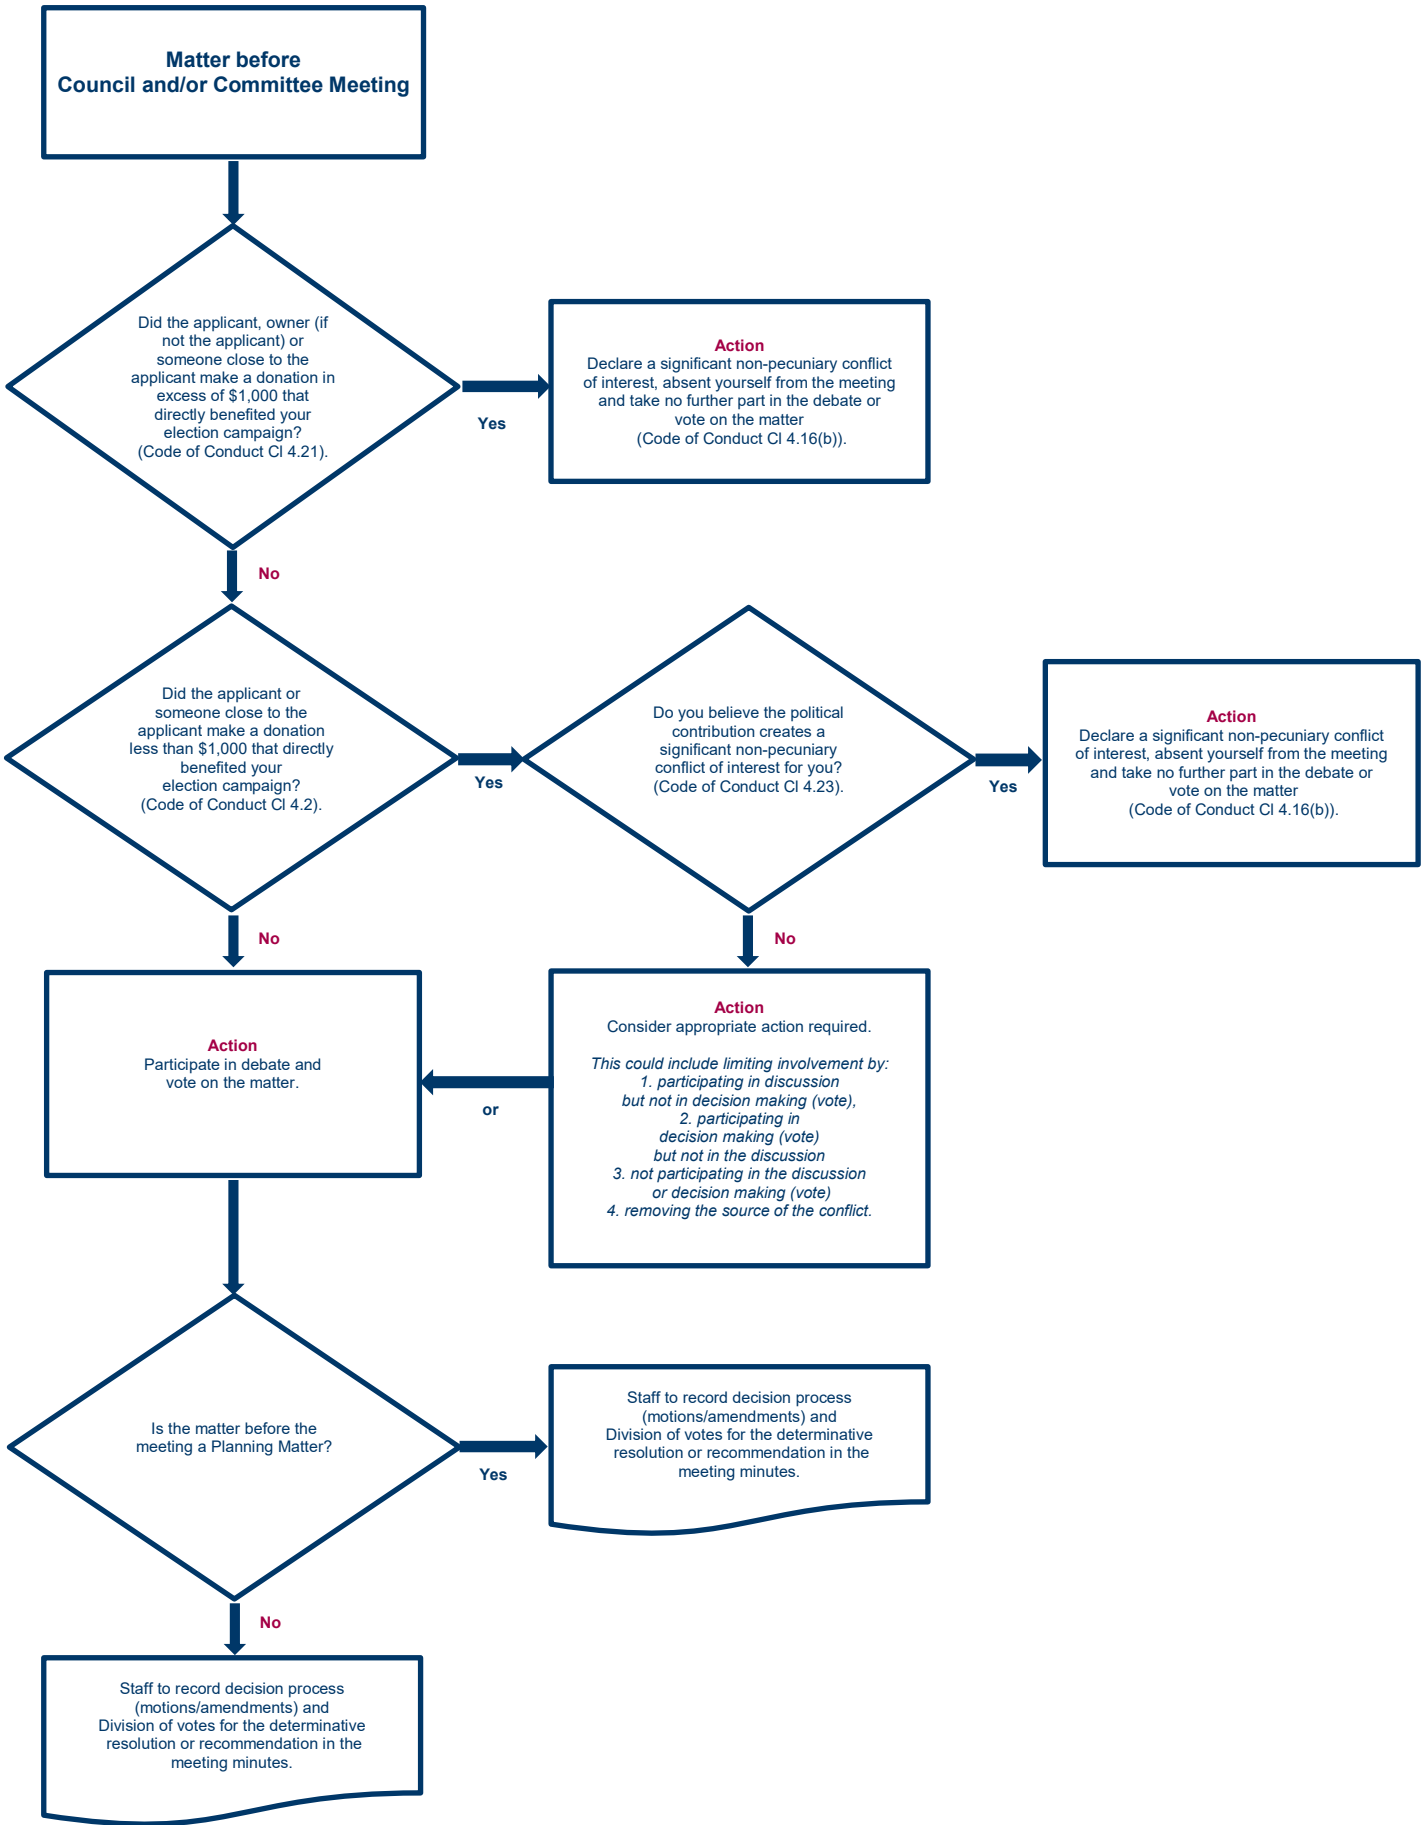 Matter before
Council and/or Committee Meeting
Did the applicant, owner (if
not the applicant) or
someone close to the
applicant make a donation in
excess of $1,000 that
directly benefited your
election campaign?
(Code of Conduct Cl 4.21).
Yes
Action
Declare a significant non-pecuniary conflict
of interest, absent yourself from the meeting
and take no further part in the debate or
vote on the matter
(Code of Conduct Cl 4.16(b)).
No
Did the applicant or
someone close to the
applicant make a donation
less than $1,000 that directly
benefited your
election campaign?
(Code of Conduct Cl 4.2).
Yes
Do you believe the political
contribution creates a
significant non-pecuniary
conflict of interest for you?
(Code of Conduct Cl 4.23).
Yes
Action
Declare a significant non-pecuniary conflict
of interest, absent yourself from the meeting
and take no further part in the debate or
vote on the matter
(Code of Conduct Cl 4.16(b)).
No
No
Action
Participate in debate and
vote on the matter.
or
Action
Consider appropriate action required.
This could include limiting involvement by:
1. participating in discussion
but not in decision making (vote),
2. participating in
decision making (vote)
but not in the discussion
3. not participating in the discussion
or decision making (vote)
4. removing the source of the conflict.
Is the matter before the
meeting a Planning Matter?
Yes
Staff to record decision process
(motions/amendments) and
Division of votes for the determinative
resolution or recommendation in the
meeting minutes.
No
Staff to record decision process
(motions/amendments) and
Division of votes for the determinative
resolution or recommendation in the
meeting minutes.